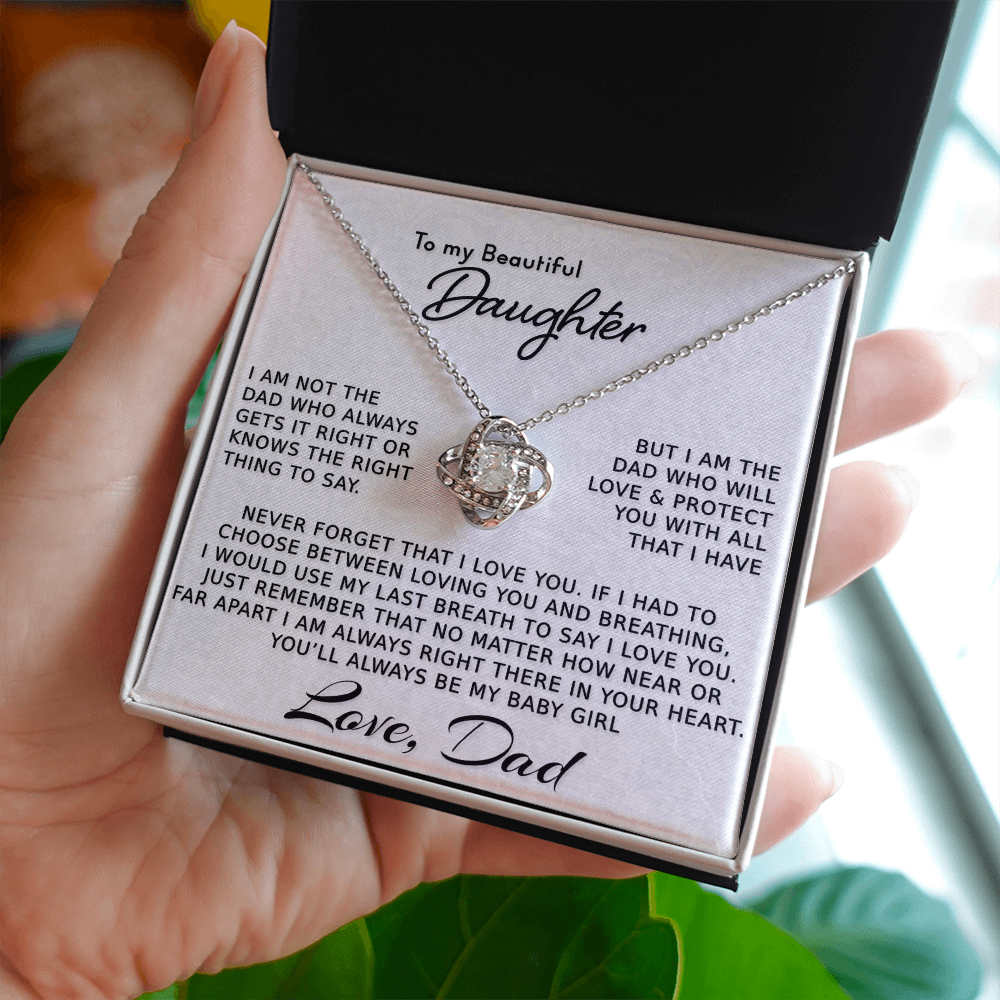 To my Beautiful
Daughter
I AM NOT THE
DAD WHO ALWAYS
GETS IT RIGHT OR
KNOWS THE RIGHT
THING TO SAY.
BUT I AM THE
DAD WHO WILL
LOVE & PROTECT
YOU WITH ALL
THAT I HAVE
NEVER FORGET THAT I LOVE YOU. IF I HAD TO
CHOOSE BETWEEN LOVING YOU AND BREATHING,
I WOULD USE MY LAST BREATH TO SAY I LOVE YOU.
JUST REMEMBER THAT NO MATTER HOW NEAR OR
FAR APART I AM ALWAYS RIGHT THERE IN YOUR HEART.
YOU'LL ALWAYS BE MY BABY GIRL
Love, Dad